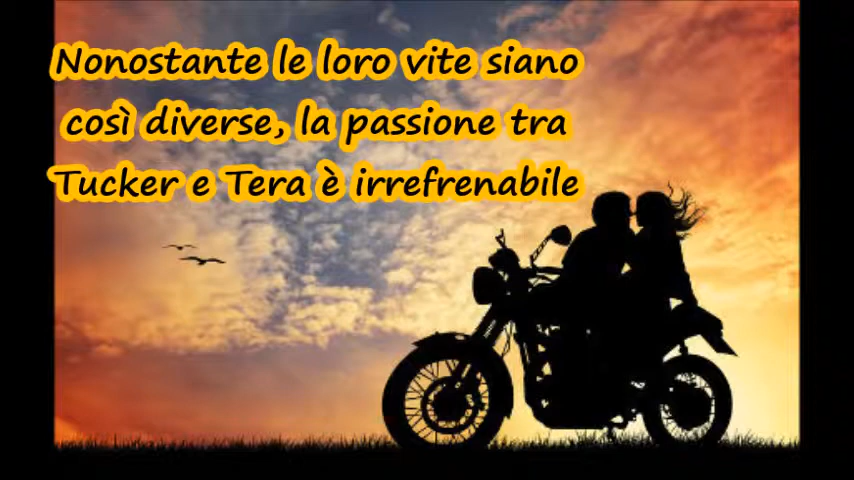 Nonostante le loro vite siano
così diverse, la passione tra
Tucker e Tera è irrefrenabile